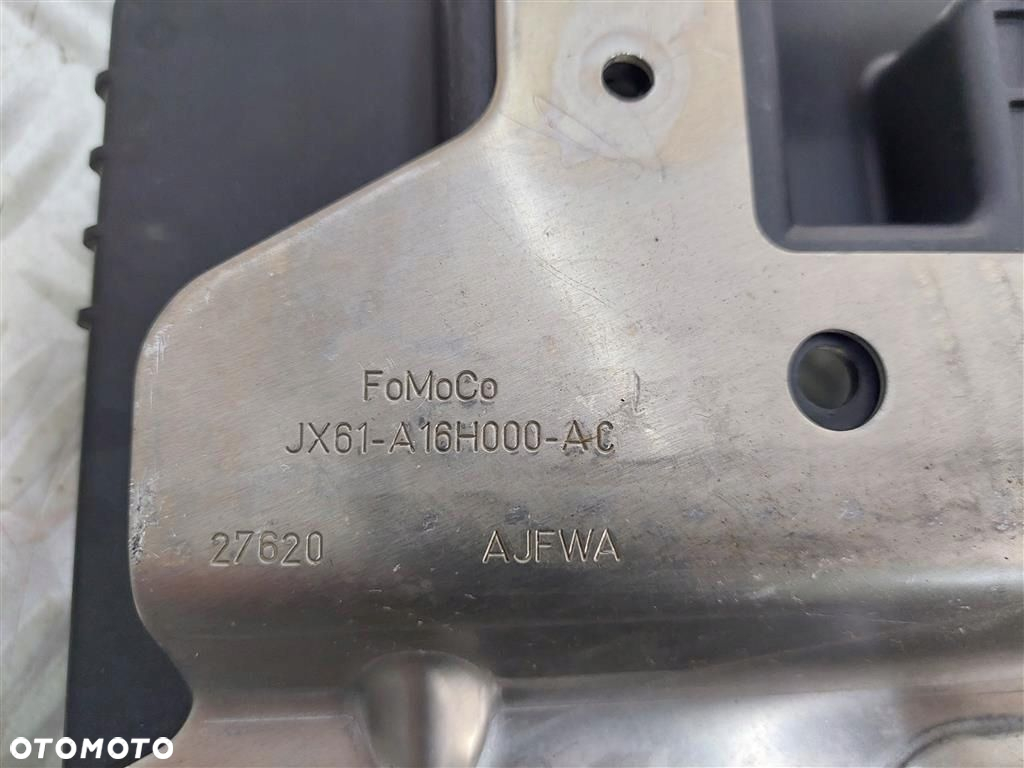 FoMoCo
JX61-A16H000-AC
27620 AJFWA
OTOMOTO